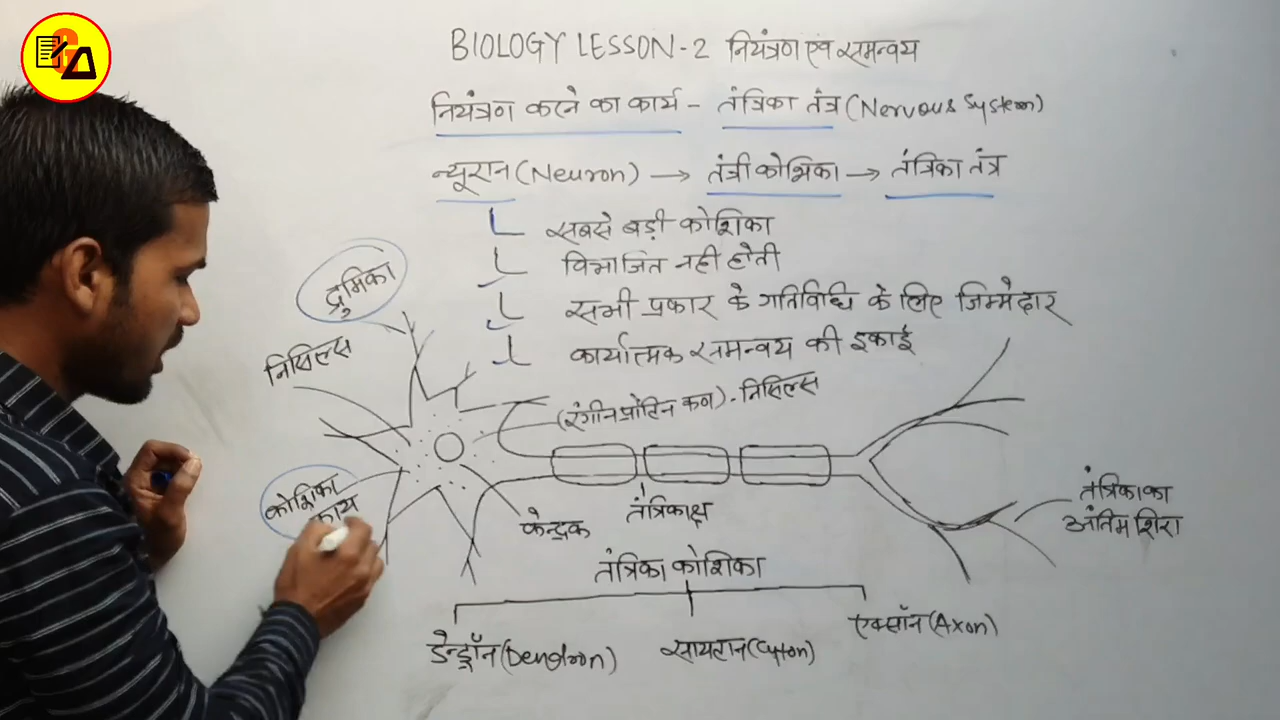 BIOLOGY LESSON-2 नियंत्रण एवं समन्वय
नियंत्रण करने का कार्य - तंत्रिका तंत्र (Nervous System)
न्यूरान (Neuron) → तंत्री कोशिका → तंत्रिका तंत्र
सबसे बड़ी कोशिका
विभाजित नही होती
सभी प्रकार के गतिविधि के लिए जिम्मेदार
कार्यात्मक समन्वय की इकाई
द्रुमिका
निसिल्स
(रंगीन प्रोटिन कण) - निसिल्स
कोशिका
काय
केन्द्रक
तंत्रिकाक्ष
तंत्रिका का
अंतिम शिरा
तंत्रिका कोशिका
डेन्ड्रॉन (Dendron)
सायटान (Cyton)
एक्सॉन (Axon)